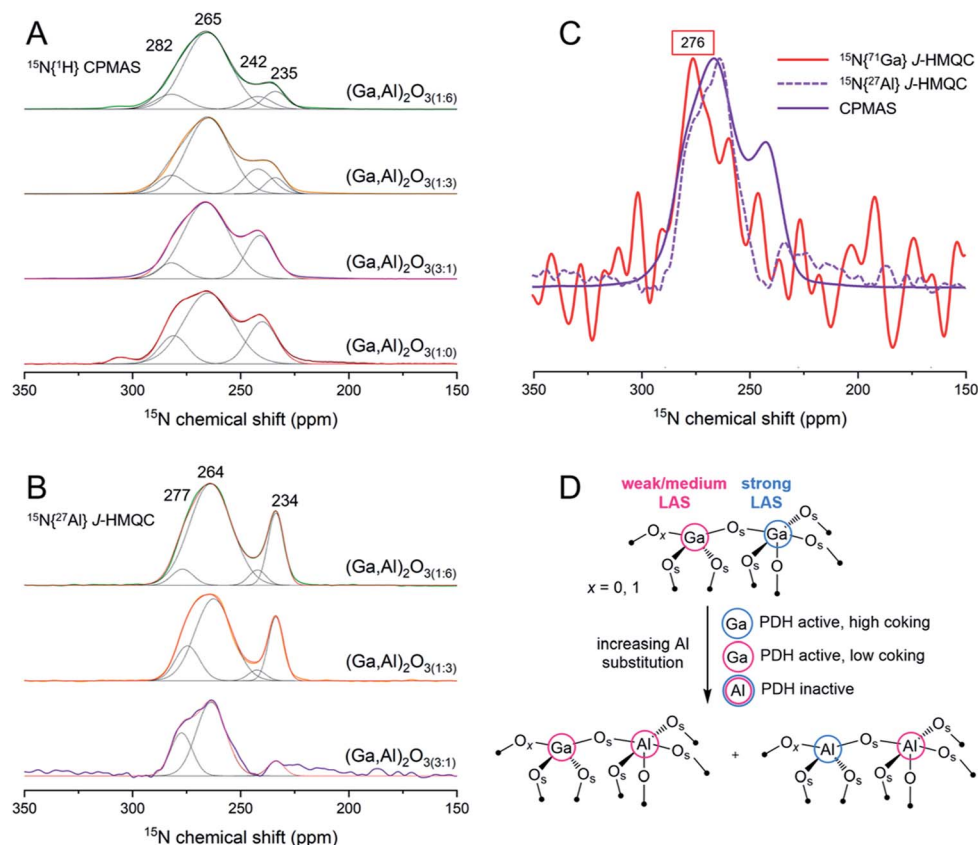 A
¹⁵N{¹H} CPMAS
282
265
242
235
(Ga,Al)₂O₃₍₁:₆₎
(Ga,Al)₂O₃₍₁:₃₎
(Ga,Al)₂O₃₍₃:₁₎
(Ga,Al)₂O₃₍₁:₀₎
350 300 250 200 150
¹⁵N chemical shift (ppm)
C
276
¹⁵N{⁷¹Ga} J-HMQC
¹⁵N{²⁷Al} J-HMQC
CPMAS
350 300 250 200 150
¹⁵N chemical shift (ppm)
B
¹⁵N{²⁷Al} J-HMQC
277
264
234
(Ga,Al)₂O₃₍₁:₆₎
(Ga,Al)₂O₃₍₁:₃₎
(Ga,Al)₂O₃₍₃:₁₎
350 300 250 200 150
¹⁵N chemical shift (ppm)
D
weak/medium
LAS
strong
LAS
Oₓ Ga Oₛ Ga Oₛ Oₛ
Oₛ Oₛ Oₛ O
x = 0, 1
increasing Al
substitution
Ga PDH active, high coking
Ga PDH active, low coking
Al PDH inactive
Oₓ Ga Oₛ Al Oₛ Oₛ + Oₓ Al Oₛ Al Oₛ Oₛ
Oₛ Oₛ Oₛ O Oₛ Oₛ Oₛ O